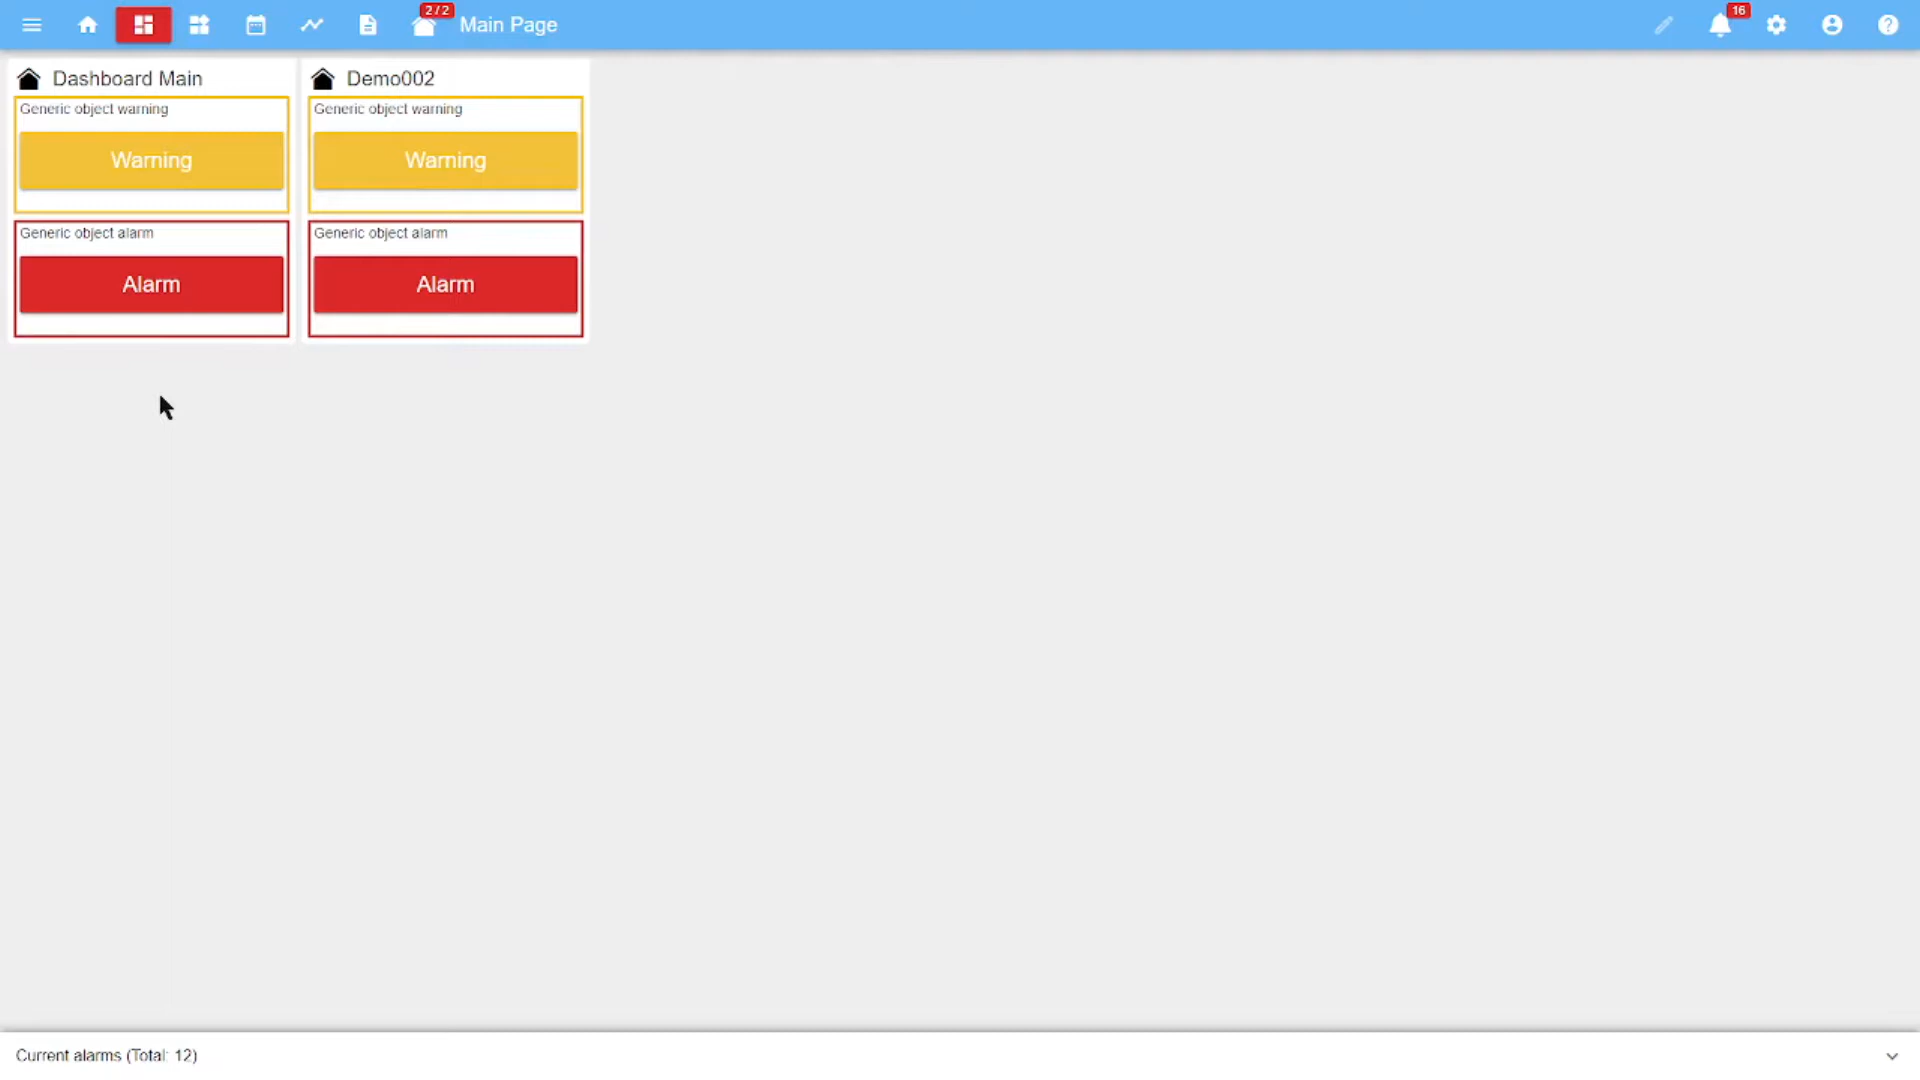 2/2
Main Page
16
Dashboard Main
Generic object warning
Warning
Generic object alarm
Alarm
Demo002
Generic object warning
Warning
Generic object alarm
Alarm
Current alarms (Total: 12)